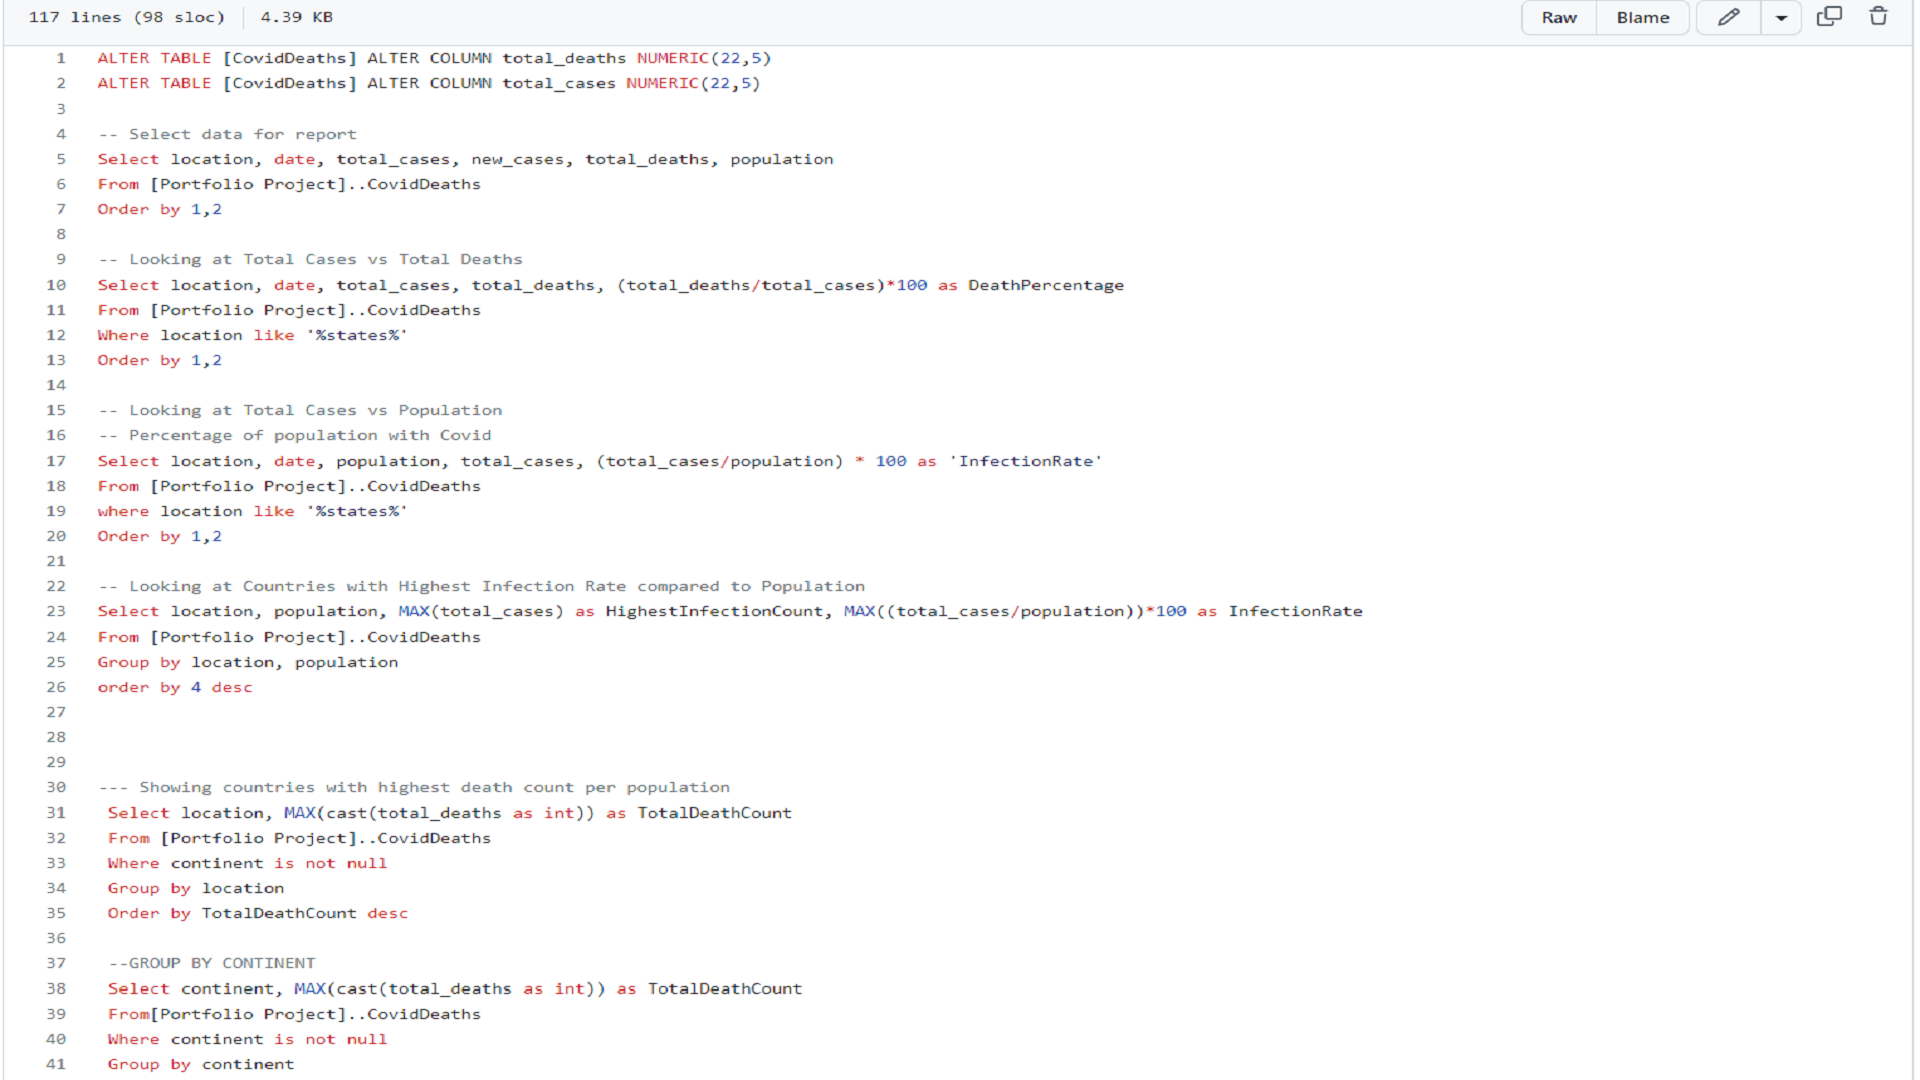 117 lines (98 sloc) 4.39 KB Raw Blame
1 ALTER TABLE [CovidDeaths] ALTER COLUMN total_deaths NUMERIC(22,5)
2 ALTER TABLE [CovidDeaths] ALTER COLUMN total_cases NUMERIC(22,5)
3
4 -- Select data for report
5 Select location, date, total_cases, new_cases, total_deaths, population
6 From [Portfolio Project]..CovidDeaths
7 Order by 1,2
8
9 -- Looking at Total Cases vs Total Deaths
10 Select location, date, total_cases, total_deaths, (total_deaths/total_cases)*100 as DeathPercentage
11 From [Portfolio Project]..CovidDeaths
12 Where location like '%states%'
13 Order by 1,2
14
15 -- Looking at Total Cases vs Population
16 -- Percentage of population with Covid
17 Select location, date, population, total_cases, (total_cases/population) * 100 as 'InfectionRate'
18 From [Portfolio Project]..CovidDeaths
19 where location like '%states%'
20 Order by 1,2
21
22 -- Looking at Countries with Highest Infection Rate compared to Population
23 Select location, population, MAX(total_cases) as HighestInfectionCount, MAX((total_cases/population))*100 as InfectionRate
24 From [Portfolio Project]..CovidDeaths
25 Group by location, population
26 order by 4 desc
27
28
29
30 --- Showing countries with highest death count per population
31 Select location, MAX(cast(total_deaths as int)) as TotalDeathCount
32 From [Portfolio Project]..CovidDeaths
33 Where continent is not null
34 Group by location
35 Order by TotalDeathCount desc
36
37 --GROUP BY CONTINENT
38 Select continent, MAX(cast(total_deaths as int)) as TotalDeathCount
39 From[Portfolio Project]..CovidDeaths
40 Where continent is not null
41 Group by continent